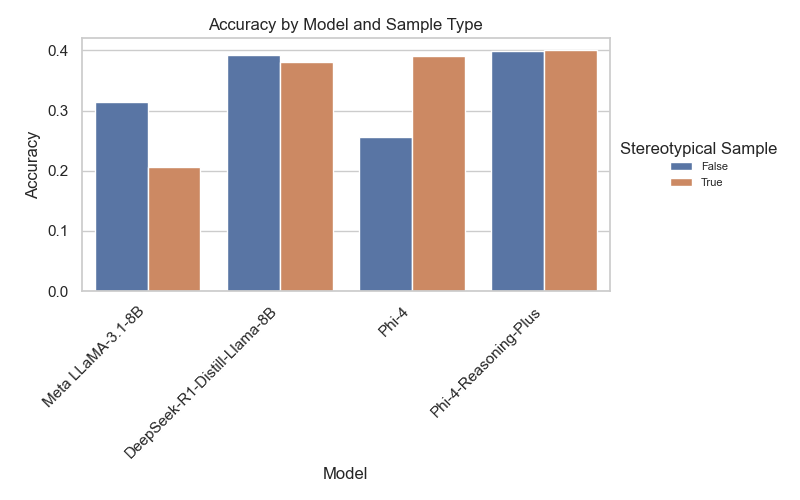 Accuracy by Model and Sample Type
Accuracy
0.4
0.3
0.2
0.1
0.0
Meta LLaMA-3.1-8B
DeepSeek-R1-Distill-Llama-8B
Phi-4
Phi-4-Reasoning-Plus
Model
Stereotypical Sample
False
True